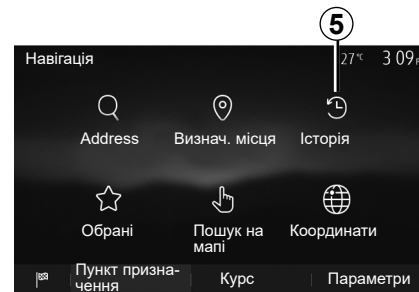 5
Навігація 27°C 3 09
Address Визнач. місця Історія
Обрані Пошук на мапі Координати
Пункт призна-
чення Курс Параметри